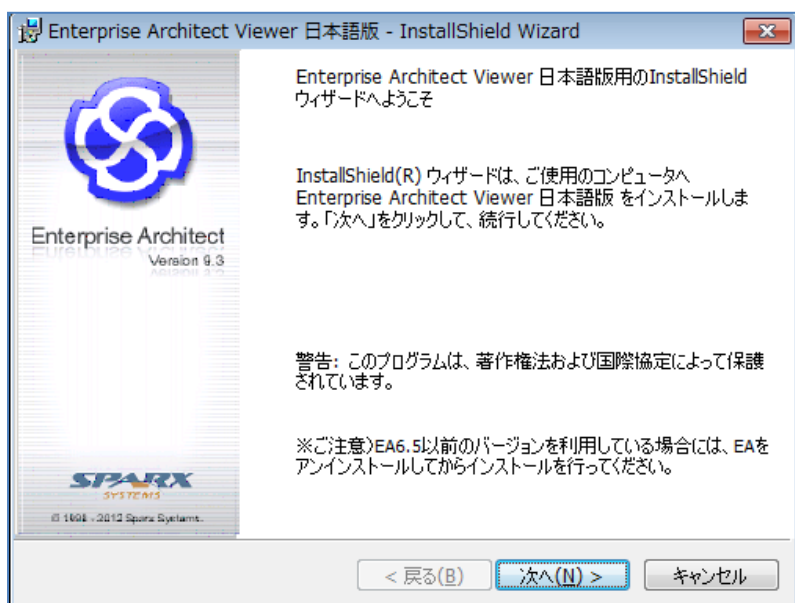 Enterprise Architect Viewer 日本語版 - InstallShield Wizard
Enterprise Architect Viewer 日本語版用のInstallShield
ウィザードへようこそ
InstallShield(R) ウィザードは、ご使用のコンピュータへ
Enterprise Architect Viewer 日本語版 をインストールしま
す。「次へ」をクリックして、続行してください。
Enterprise Architect
Version 9.3
警告: このプログラムは、著作権法および国際協定によって保護
されています。
※ご注意)EA6.5以前のバージョンを利用している場合には、EAを
アンインストールしてからインストールを行ってください。
SPARX
SYSTEMS
© 1998 - 2012 Sparx Systems.
< 戻る(B)
次へ(N) >
キャンセル